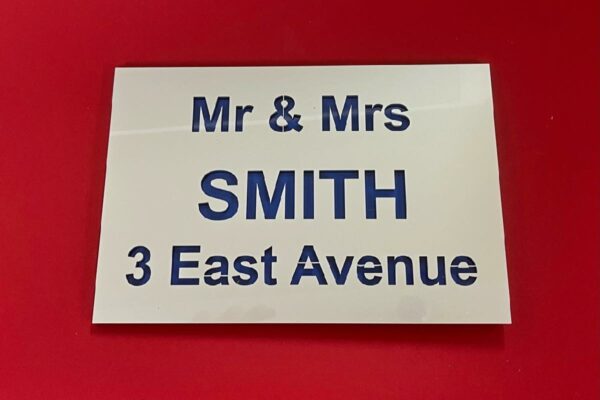 Mr & Mrs
SMITH
3 East Avenue